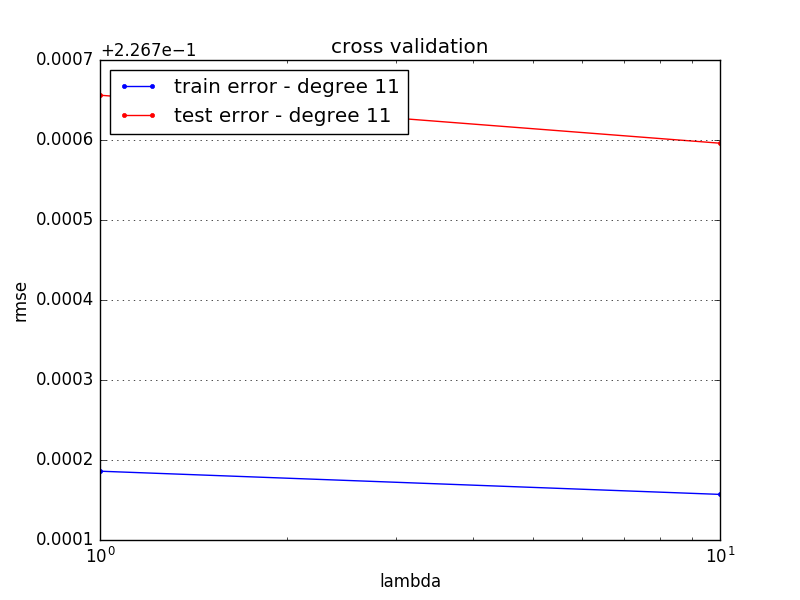 +2.267e−1
cross validation
0.0007
0.0006
0.0005
0.0004
0.0003
0.0002
0.0001
train error - degree 11
test error - degree 11
rmse
10⁰
10¹
lambda